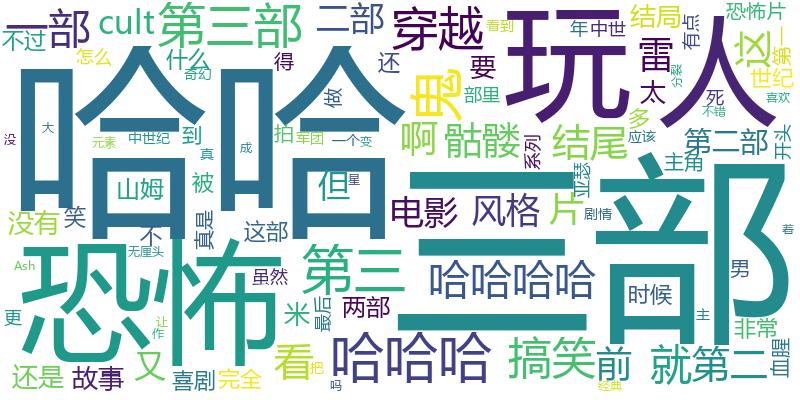 一部
cult
第三部
二部
穿越
玩
人
这
恐怖片
第一
世纪
开头
不过
怎么
什么
奇幻
得
还
要
部里
看到
年
中世
结局
有点
雷
太
分裂
死
不错
喜欢
哈哈
鬼
做
没
大
元素
中世纪
到
真
拍
军团
一个
变
成
星
啊
骷髅
系列
结尾
多
应该
第二部
主角
三部
山姆
被
但
电影
风格
片
亚瑟
剧情
没有
笑
不
真是
这部
恐怖
无厘头
Ash
虽然
第三
哈哈哈哈
时候
男
着
更
让
作
米
最后
两部
主
非常
血腥
还是
故事
又
喜剧
完全
看
把
吗
哈哈哈
搞笑
前
经典
就
第二